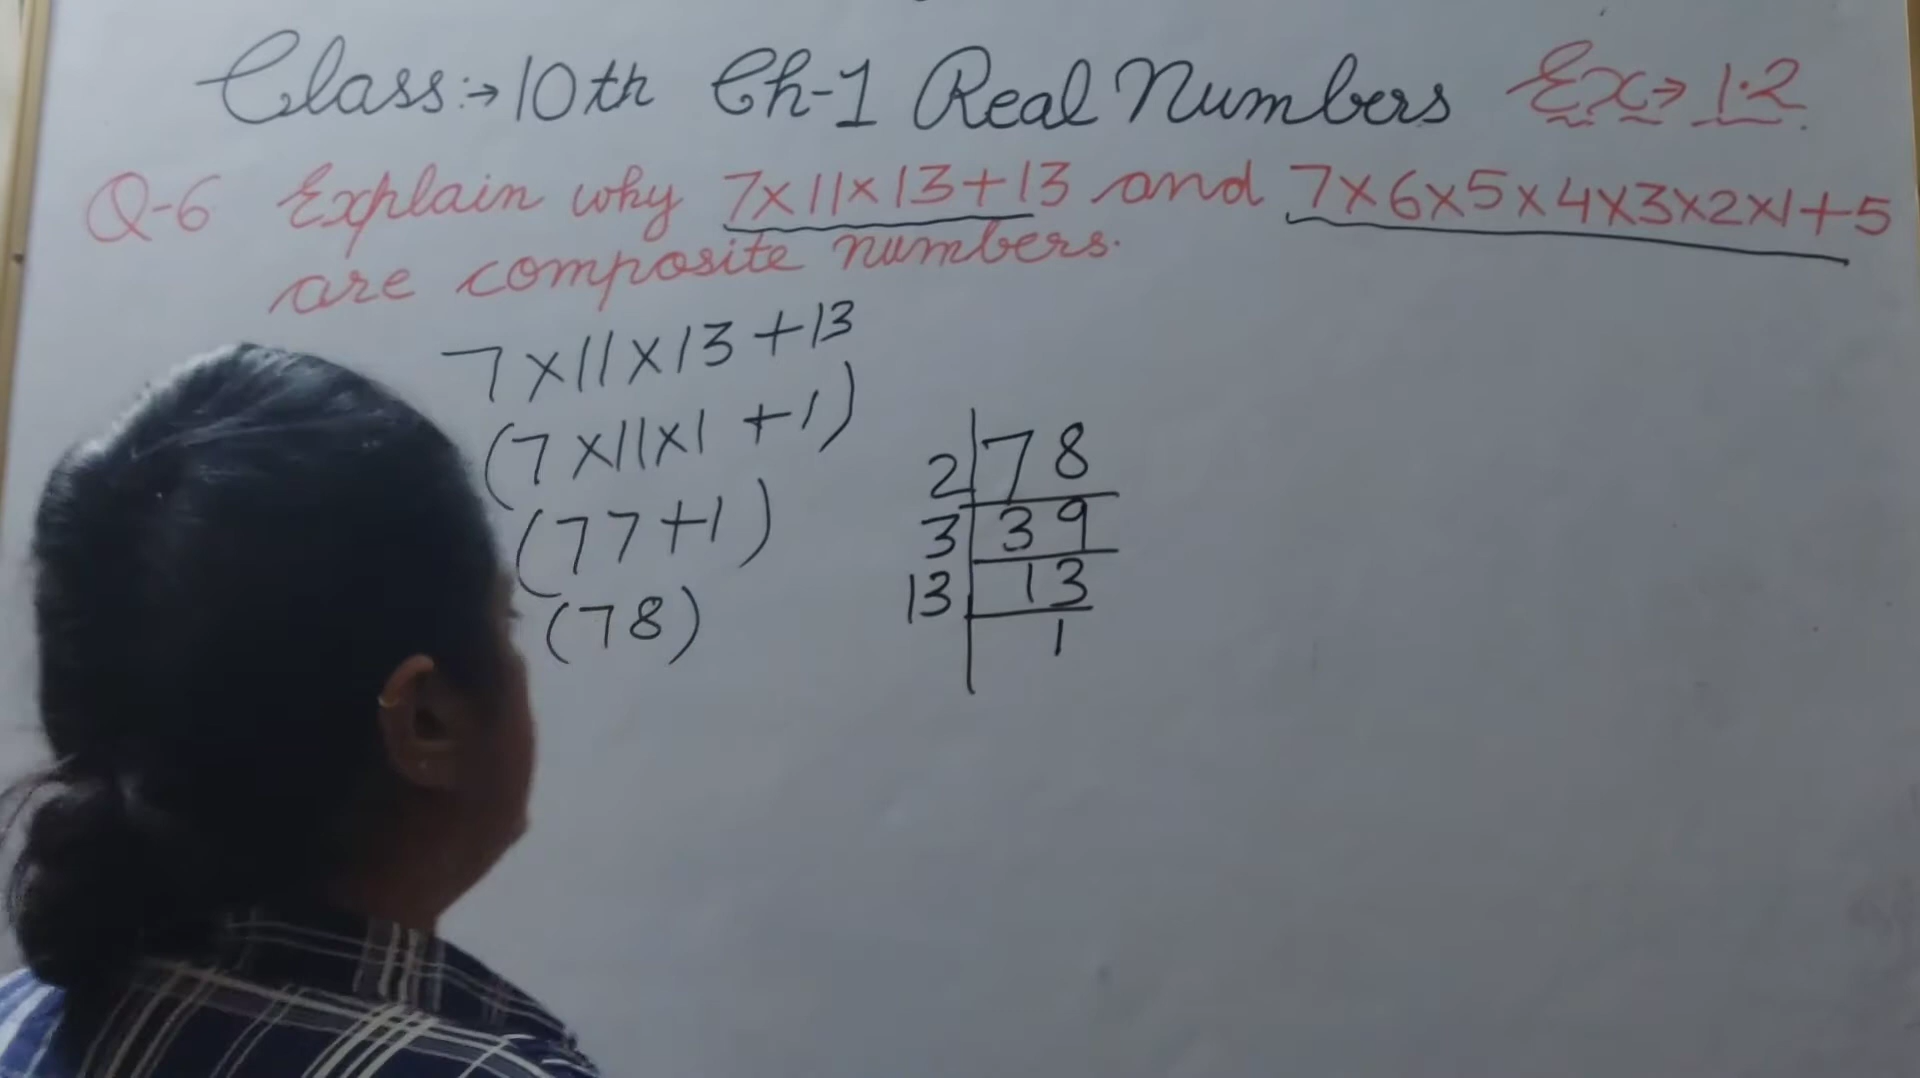 Class:→10th Ch-1 Real Numbers Ex→1.2
Q-6 Explain why 7×11×13+13 and 7×6×5×4×3×2×1+5
are composite numbers.
7×11×13+13
(7×11×1+1)
(77+1)
(78)
2|78
3|39
13|13
|1